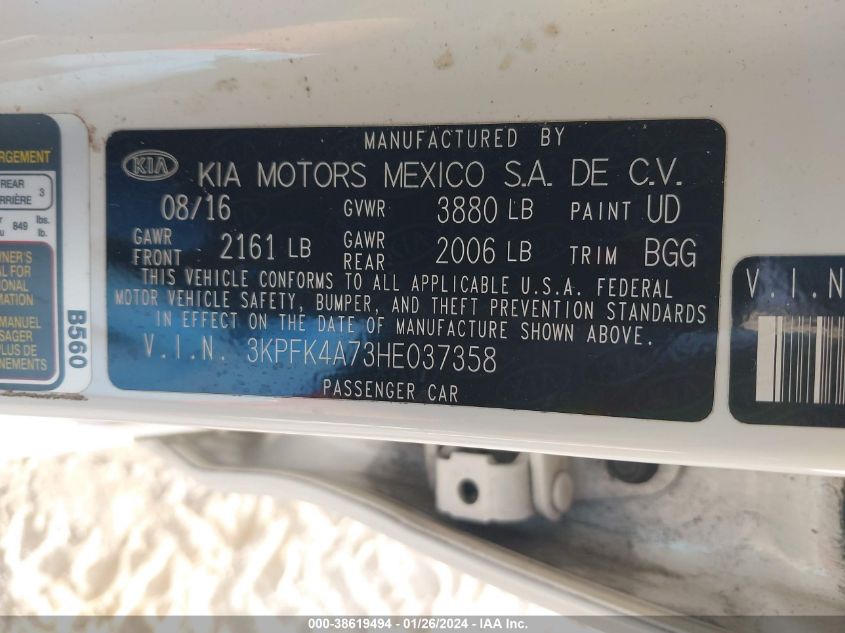 MANUFACTURED BY
KIA KIA MOTORS MEXICO S.A. DE C.V.
08/16 GVWR 3880 LB PAINT UD
GAWR FRONT 2161 LB GAWR REAR 2006 LB TRIM BGG
THIS VEHICLE CONFORMS TO ALL APPLICABLE U.S.A. FEDERAL
MOTOR VEHICLE SAFETY, BUMPER, AND THEFT PREVENTION STANDARDS
IN EFFECT ON THE DATE OF MANUFACTURE SHOWN ABOVE.
V.I.N. 3KPFK4A73HE037358
PASSENGER CAR
REAR 3
849 lbs.
lb.
MANUEL
PLUS DE
B560
V.I.N
000-38619494 - 01/26/2024 - IAA Inc.